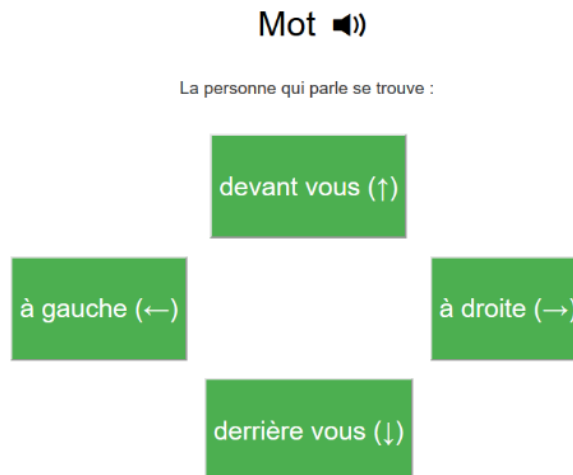 Mot
La personne qui parle se trouve :
devant vous (↑)
à gauche (←)
à droite (→)
derrière vous (↓)